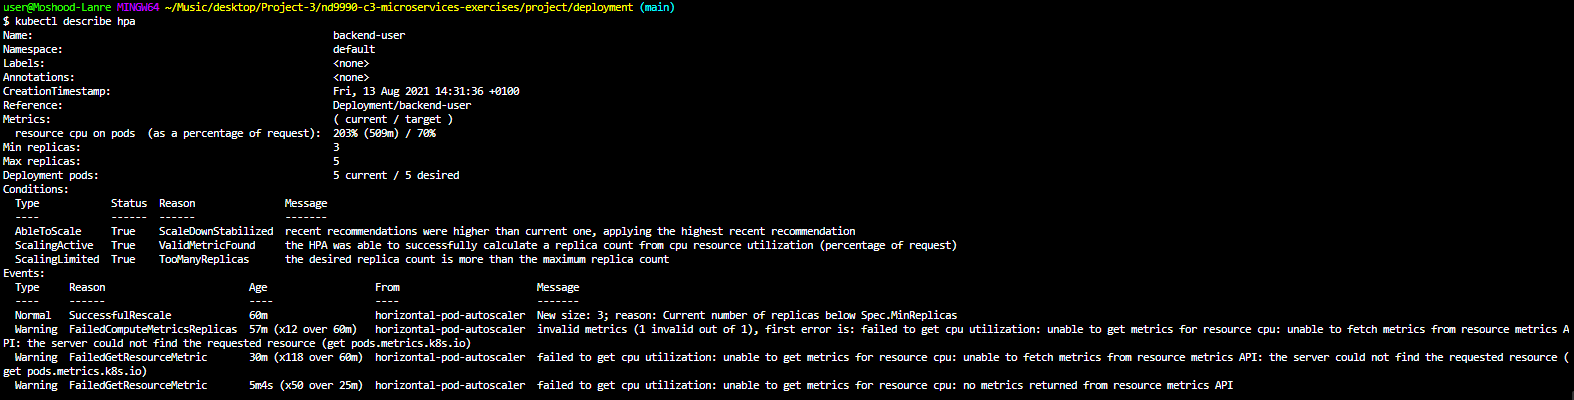 user@Moshood-Lanre MINGW64 ~/Music/desktop/Project-3/nd9990-c3-microservices-exercises/project/deployment (main)
$ kubectl describe hpa
Name:                                                  backend-user
Namespace:                                             default
Labels:                                                <none>
Annotations:                                           <none>
CreationTimestamp:                                     Fri, 13 Aug 2021 14:31:36 +0100
Reference:                                             Deployment/backend-user
Metrics:                                               ( current / target )
  resource cpu on pods  (as a percentage of request):  203% (509m) / 70%
Min replicas:                                          3
Max replicas:                                          5
Deployment pods:                                       5 current / 5 desired
Conditions:
  Type            Status  Reason               Message
  ----            ------  ------               -------
  AbleToScale     True    ScaleDownStabilized  recent recommendations were higher than current one, applying the highest recent recommendation
  ScalingActive   True    ValidMetricFound     the HPA was able to successfully calculate a replica count from cpu resource utilization (percentage of request)
  ScalingLimited  True    TooManyReplicas      the desired replica count is more than the maximum replica count
Events:
  Type     Reason                        Age                  From                       Message
  ----     ------                        ----                 ----                       -------
  Normal   SuccessfulRescale             60m                  horizontal-pod-autoscaler  New size: 3; reason: Current number of replicas below Spec.MinReplicas
  Warning  FailedComputeMetricsReplicas  57m (x12 over 60m)   horizontal-pod-autoscaler  invalid metrics (1 invalid out of 1), first error is: failed to get cpu utilization: unable to get metrics for resource cpu: unable to fetch metrics from resource metrics A
PI: the server could not find the requested resource (get pods.metrics.k8s.io)
  Warning  FailedGetResourceMetric       30m (x118 over 60m)  horizontal-pod-autoscaler  failed to get cpu utilization: unable to get metrics for resource cpu: unable to fetch metrics from resource metrics API: the server could not find the requested resource (
get pods.metrics.k8s.io)
  Warning  FailedGetResourceMetric       5m4s (x50 over 25m)  horizontal-pod-autoscaler  failed to get cpu utilization: unable to get metrics for resource cpu: no metrics returned from resource metrics API